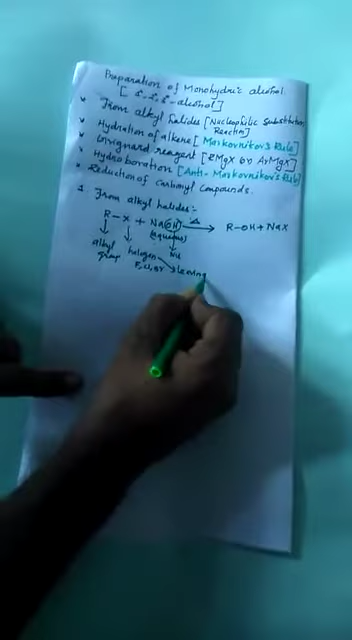 Preparation of Monohydric alcohol
[1°-2°-3°-alcohol]
* From alkyl halides [Nucleophilic Substitution Reaction]
* Hydration of alkene [Markovnikov's Rule]
* Grignard reagent [RMgX or ArMgX]
* Hydroboration [Anti-Markovnikov's Rule]
* Reduction of Carbonyl Compounds.
1. From alkyl halides:-
R-X + NaOH → R-OH + NaX
(aqueous)
alkyl group halogen Nu
F, Cl, Br Leaving